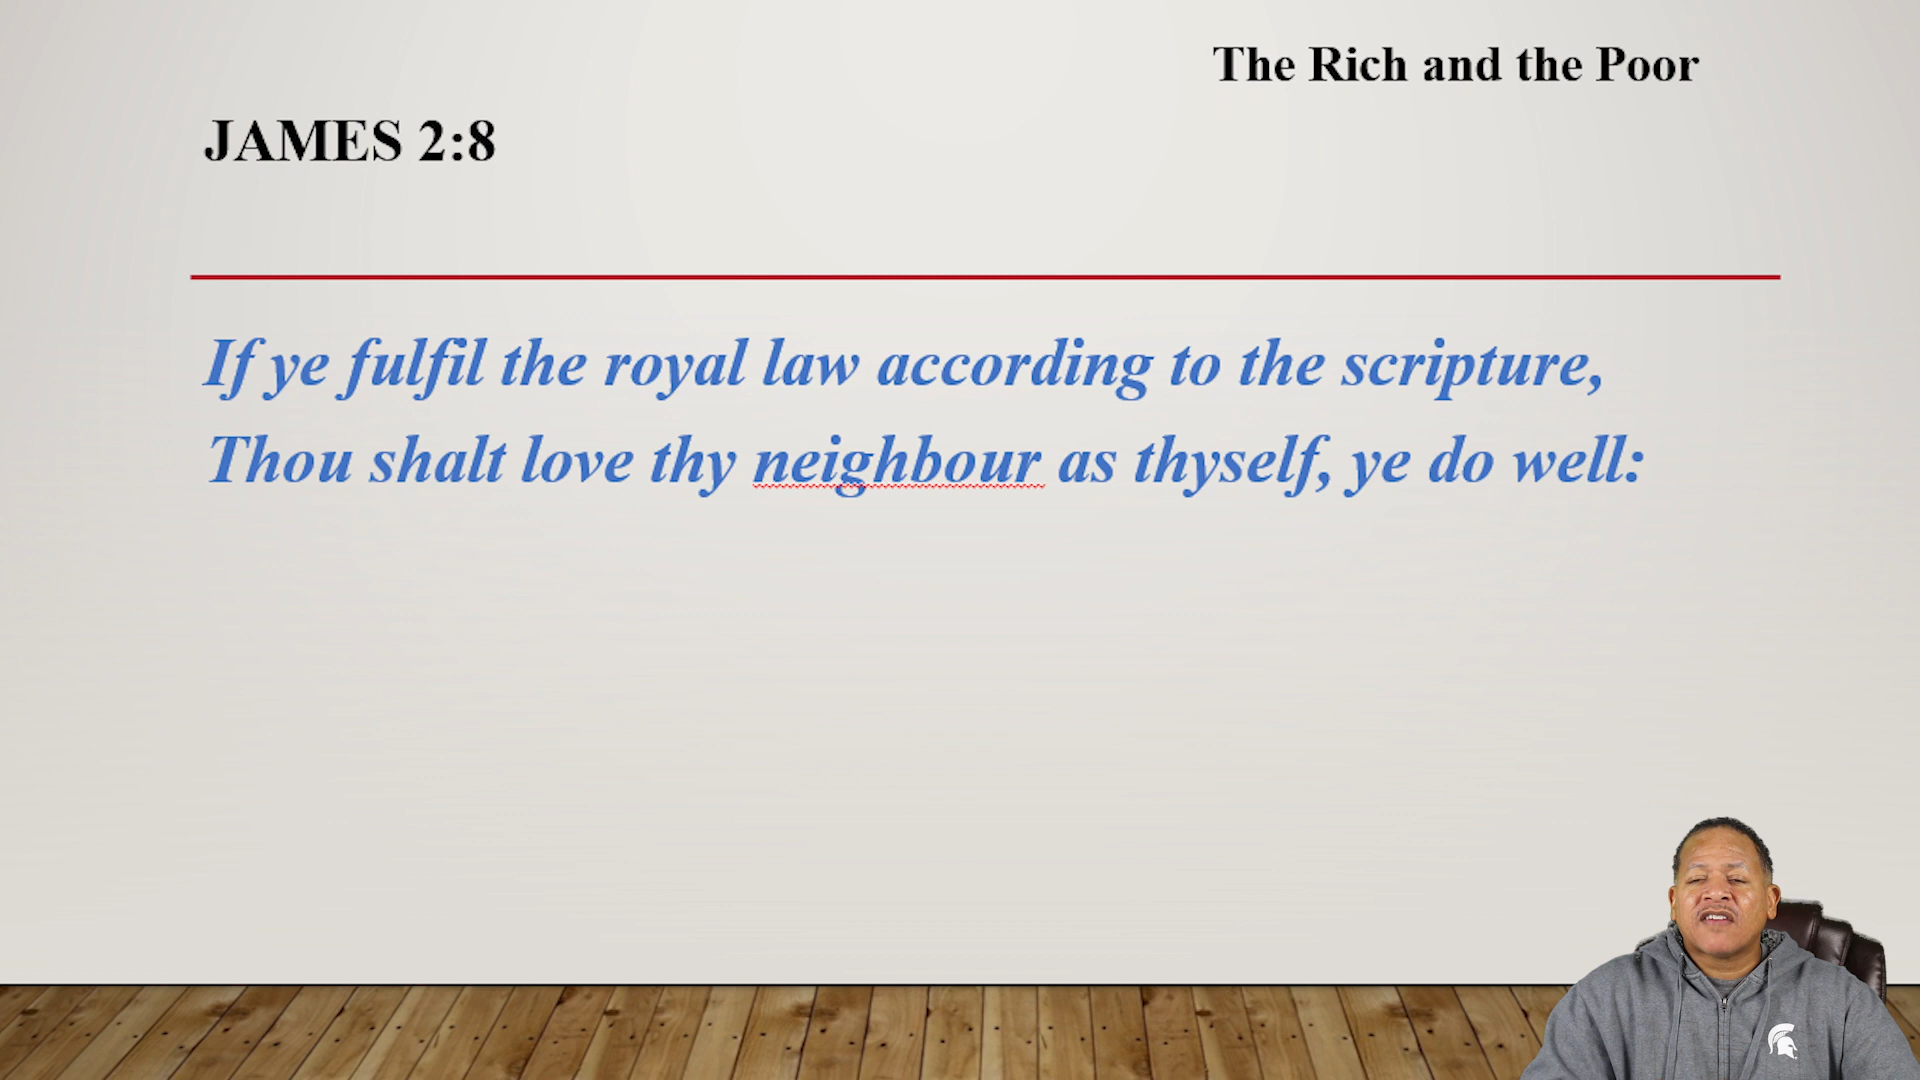 The Rich and the Poor
JAMES 2:8
If ye fulfil the royal law according to the scripture,
Thou shalt love thy neighbour as thyself, ye do well: